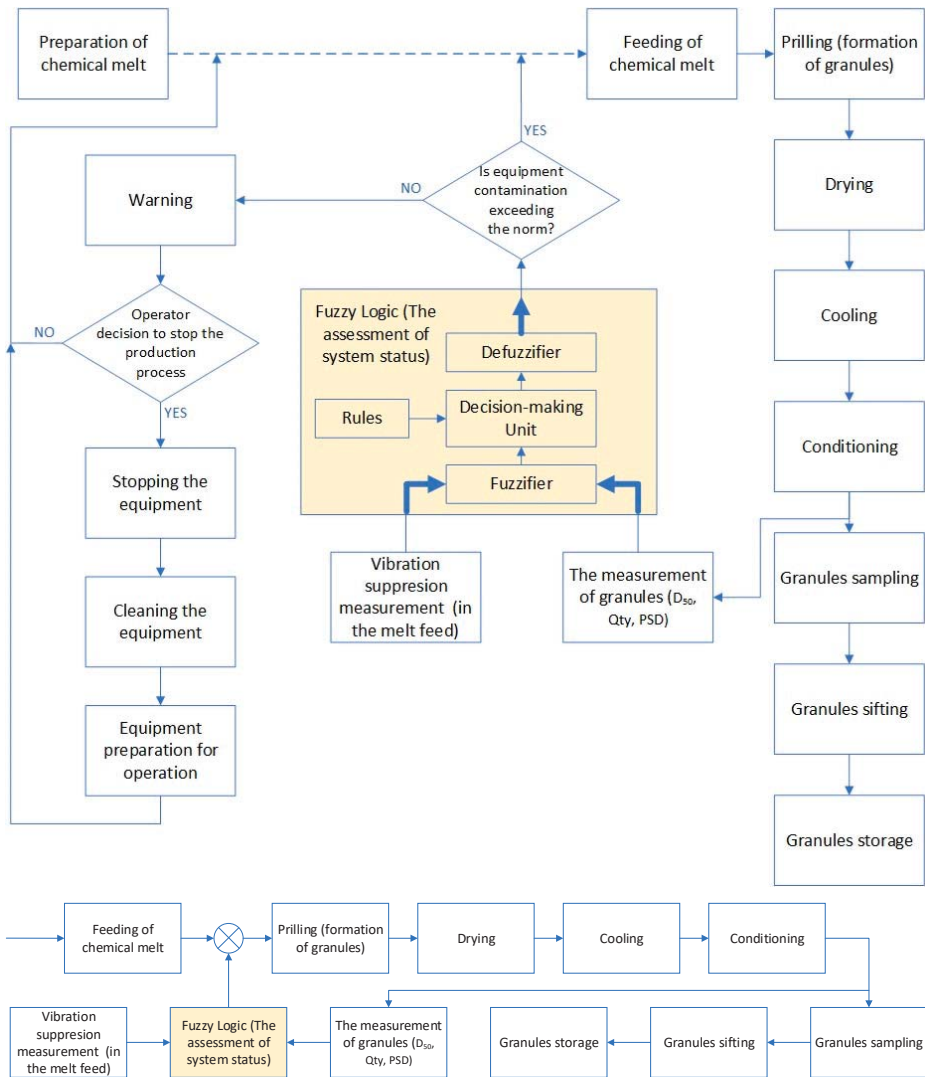 Preparation of
chemical melt
Feeding of
chemical melt
Prilling (formation
of granules)
YES
Is equipment
contamination
exceeding
the norm?
NO
Warning
Drying
Operator
decision to stop the
production
process
NO
YES
Fuzzy Logic (The
assessment of
system status)
Defuzzifier
Rules
Decision-making
Unit
Fuzzifier
Cooling
Conditioning
Stopping the
equipment
Vibration
suppresion
measurement (in
the melt feed)
The measurement
of granules (D₅₀,
Qty, PSD)
Granules sampling
Cleaning the
equipment
Granules sifting
Equipment
preparation for
operation
Granules storage
Feeding of
chemical melt
Prilling (formation
of granules)
Drying
Cooling
Conditioning
Vibration
suppresion
measurement (in
the melt feed)
Fuzzy Logic (The
assessment of
system status)
The measurement
of granules (D₅₀,
Qty, PSD)
Granules storage
Granules sifting
Granules sampling